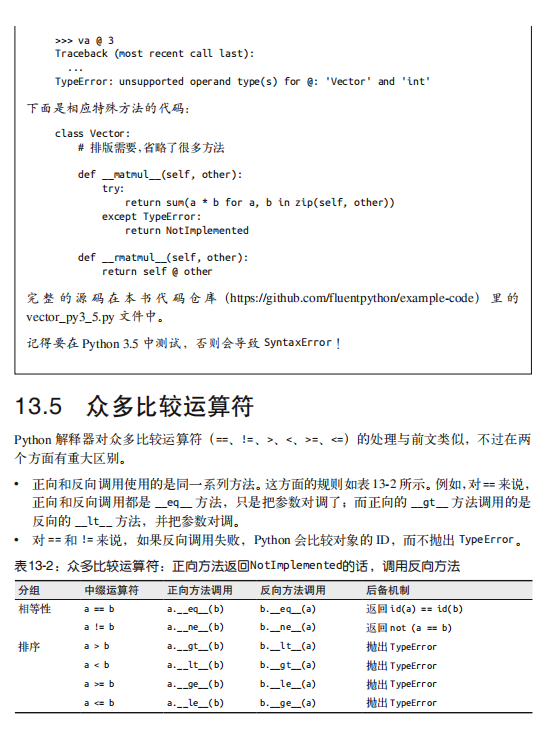 >>> va @ 3
Traceback (most recent call last):
...
TypeError: unsupported operand type(s) for @: 'Vector' and 'int'
下面是相应特殊方法的代码：
class Vector:
# 排版需要，省略了很多方法
def __matmul__(self, other):
try:
return sum(a * b for a, b in zip(self, other))
except TypeError:
return NotImplemented
def __rmatmul__(self, other):
return self @ other
完整的源码在本书代码仓库（https://github.com/fluentpython/example-code）里的
vector_py3_5.py 文件中。
记得要在 Python 3.5 中测试，否则会导致 SyntaxError！
13.5 众多比较运算符
Python 解释器对众多比较运算符（==、!=、>、<、>=、<=）的处理与前文类似，不过在两
个方面有重大区别。
• 正向和反向调用使用的是同一系列方法。这方面的规则如表 13-2 所示。例如，对 == 来说，
正向和反向调用都是 __eq__ 方法，只是把参数对调了；而正向的 __gt__ 方法调用的是
反向的 __lt__ 方法，并把参数对调。
• 对 == 和 != 来说，如果反向调用失败，Python 会比较对象的 ID，而不抛出 TypeError。
表13-2：众多比较运算符：正向方法返回NotImplemented的话，调用反向方法
分组 中缀运算符 正向方法调用 反向方法调用 后备机制
相等性 a == b a.__eq__(b) b.__eq__(a) 返回 id(a) == id(b)
a != b a.__ne__(b) b.__ne__(a) 返回 not (a == b)
排序 a > b a.__gt__(b) b.__lt__(a) 抛出 TypeError
a < b a.__lt__(b) b.__gt__(a) 抛出 TypeError
a >= b a.__ge__(b) b.__le__(a) 抛出 TypeError
a <= b a.__le__(b) b.__ge__(a) 抛出 TypeError